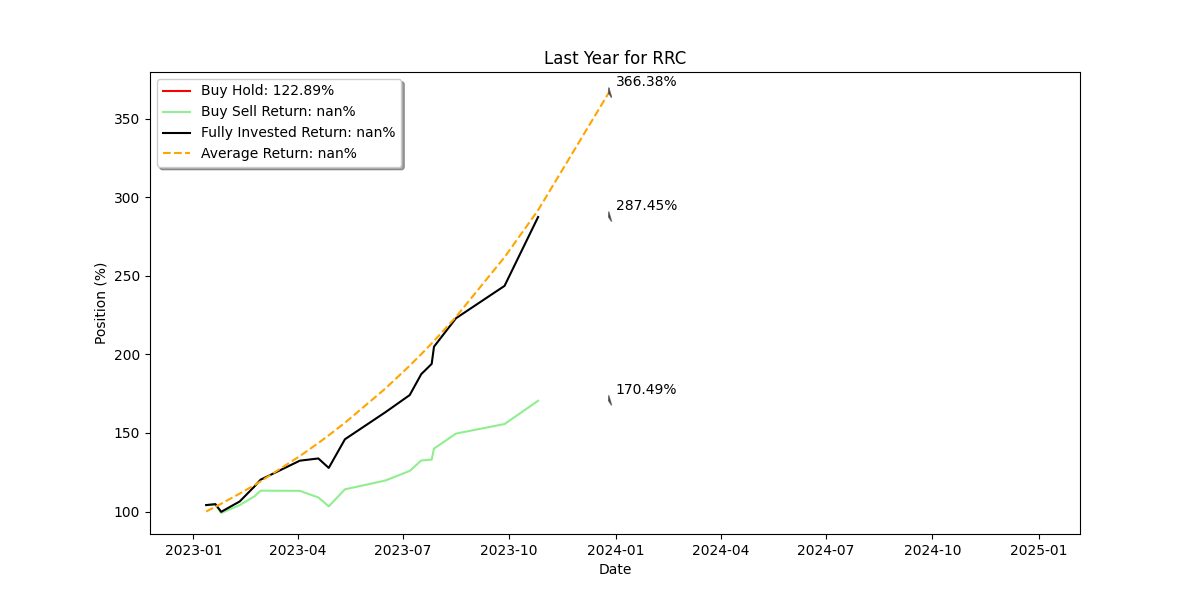 Last Year for RRC
Buy Hold: 122.89%
Buy Sell Return: nan%
Fully Invested Return: nan%
Average Return: nan%
366.38%
287.45%
170.49%
Position (%)
350
300
250
200
150
100
2023-01 2023-04 2023-07 2023-10 2024-01 2024-04 2024-07 2024-10 2025-01
Date